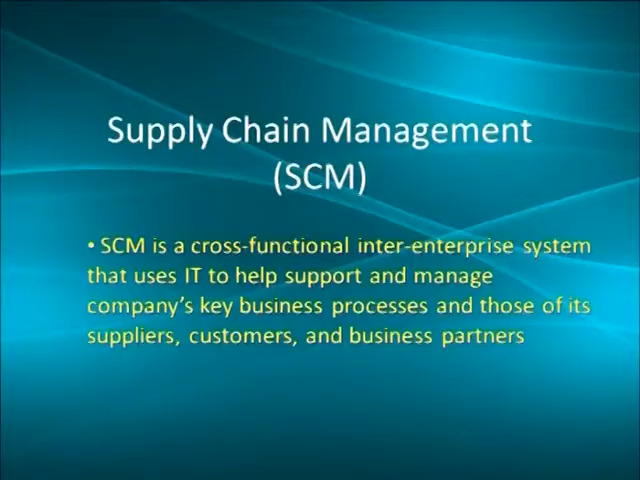 Supply Chain Management
(SCM)
• SCM is a cross-functional inter-enterprise system
that uses IT to help support and manage
company’s key business processes and those of its
suppliers, customers, and business partners